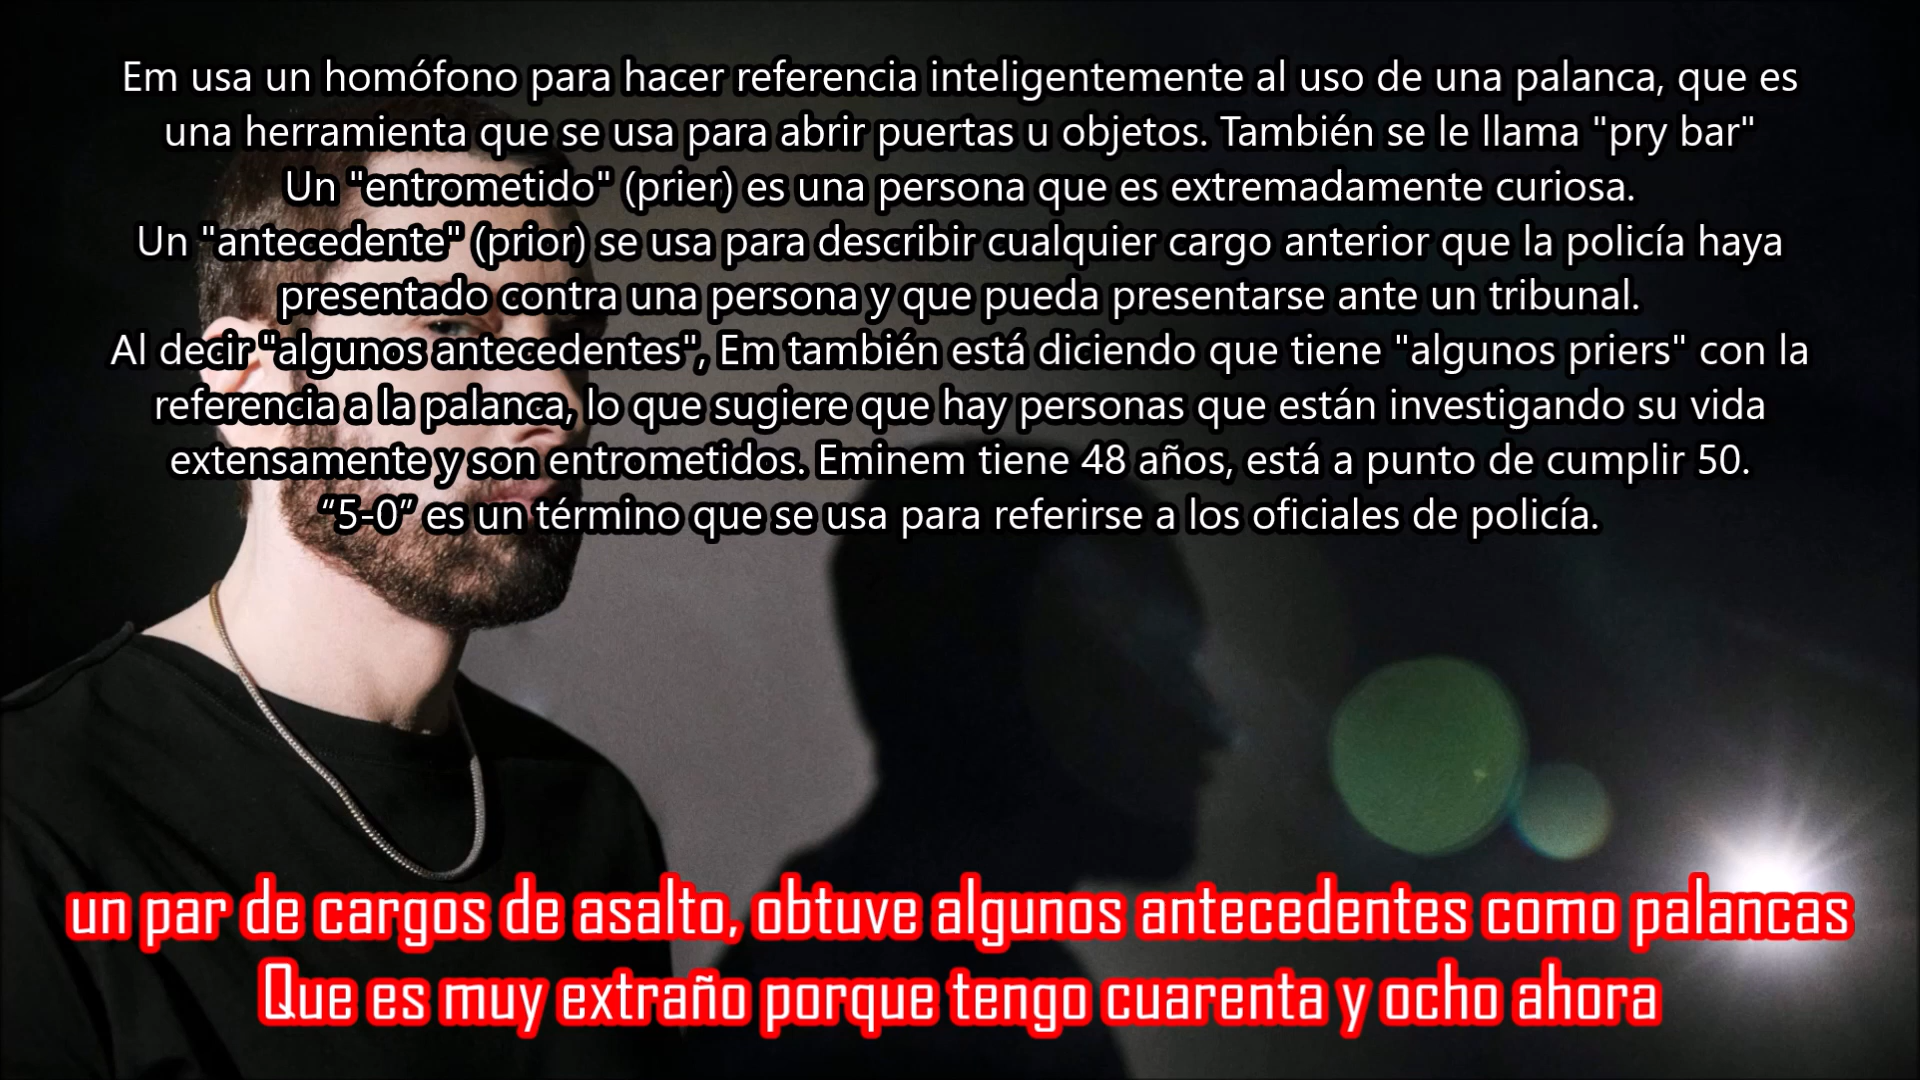 Em usa un homófono para hacer referencia inteligentemente al uso de una palanca, que es
una herramienta que se usa para abrir puertas u objetos. También se le llama "pry bar"
Un "entrometido" (prier) es una persona que es extremadamente curiosa.
Un "antecedente" (prior) se usa para describir cualquier cargo anterior que la policía haya
presentado contra una persona y que pueda presentarse ante un tribunal.
Al decir "algunos antecedentes", Em también está diciendo que tiene "algunos priers" con la
referencia a la palanca, lo que sugiere que hay personas que están investigando su vida
extensamente y son entrometidos. Eminem tiene 48 años, está a punto de cumplir 50.
“5-0” es un término que se usa para referirse a los oficiales de policía.
un par de cargos de asalto, obtuve algunos antecedentes como palancas
Que es muy extraño porque tengo cuarenta y ocho ahora